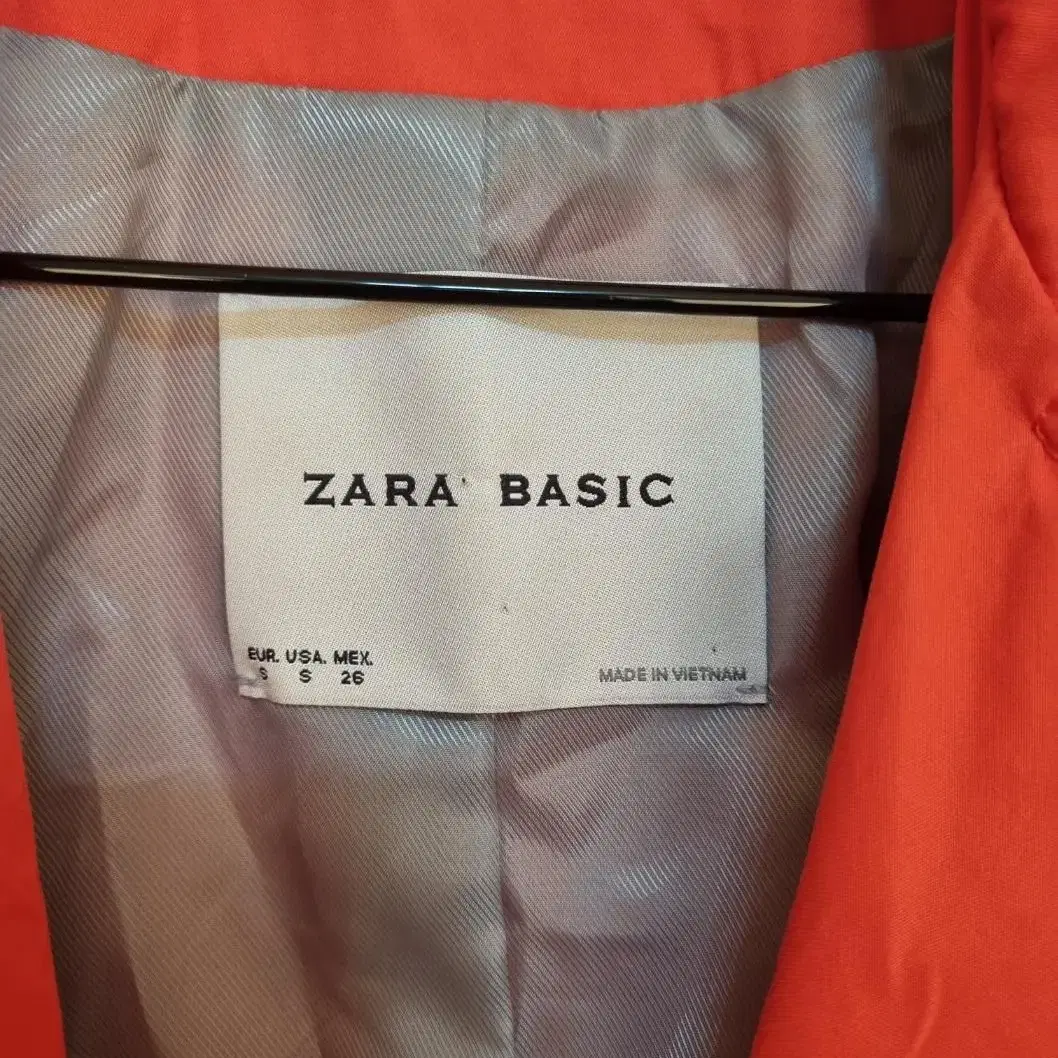 ZARA BASIC
EUR. USA. MEX.
S S 26
MADE IN VIETNAM